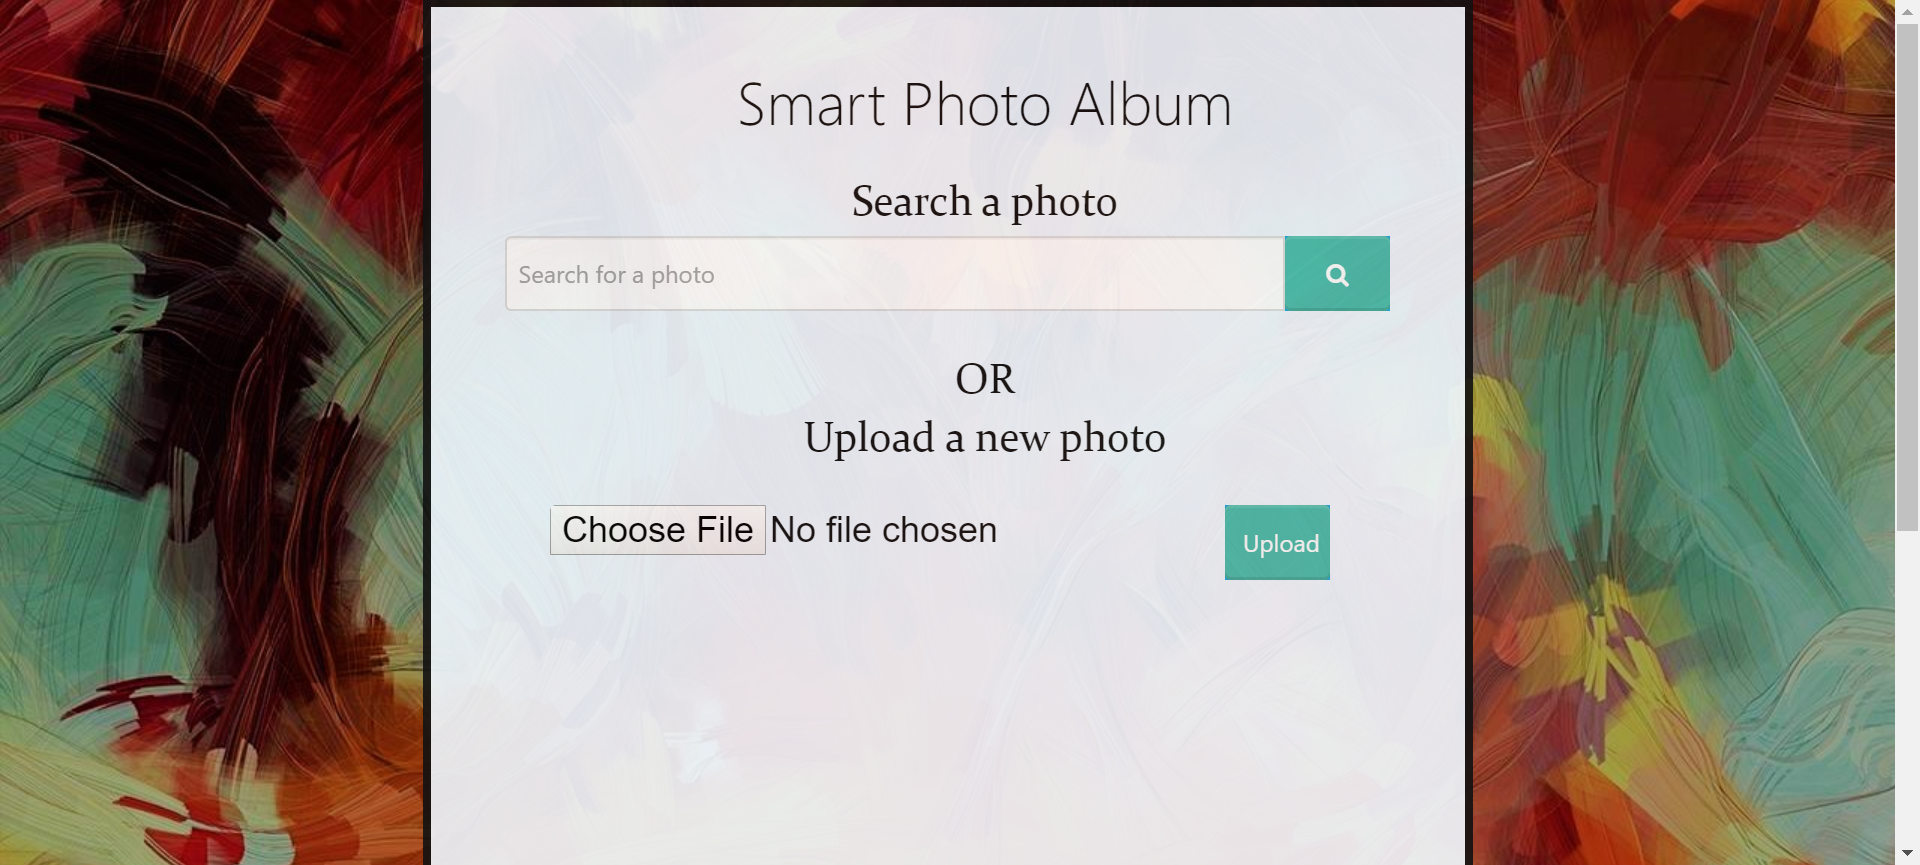 Smart Photo Album
Search a photo
Search for a photo
OR
Upload a new photo
Choose File No file chosen
Upload